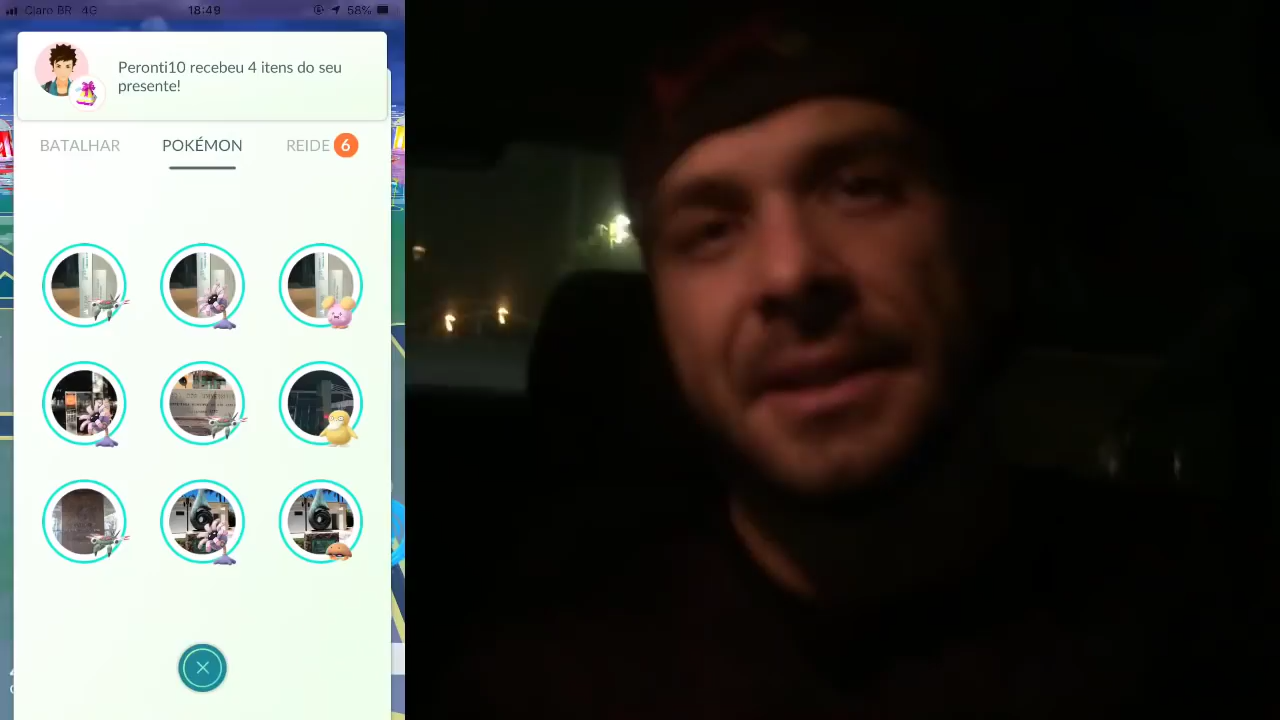 Claro BR 4G 18:49 58%
Peronti10 recebeu 4 itens do seu
presente!
BATALHAR POKÉMON REIDE 6